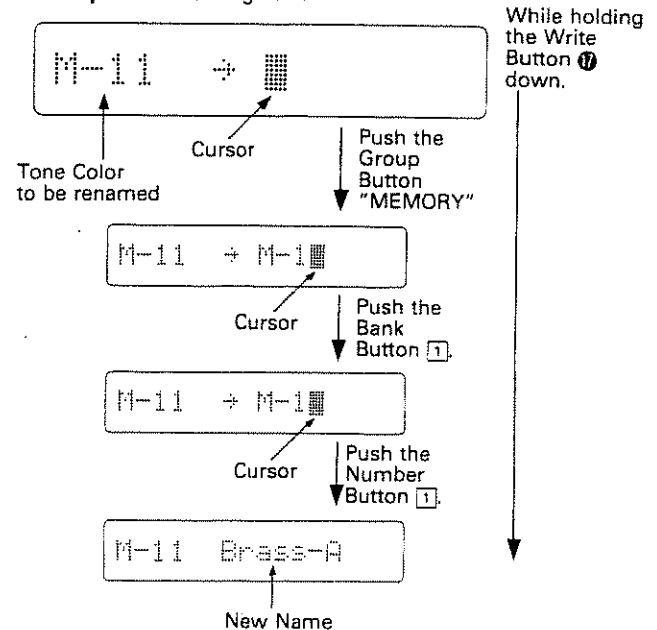 While holding
the Write
Button ⓱
down.
M-11 → ▓
Cursor
Tone Color
to be renamed
Push the
Group
Button
"MEMORY"
M-11 → M-1▓
Cursor
Push the
Bank
Button 1.
M-11 → M-1▓
Cursor
Push the
Number
Button 1.
M-11 Brass-A
New Name